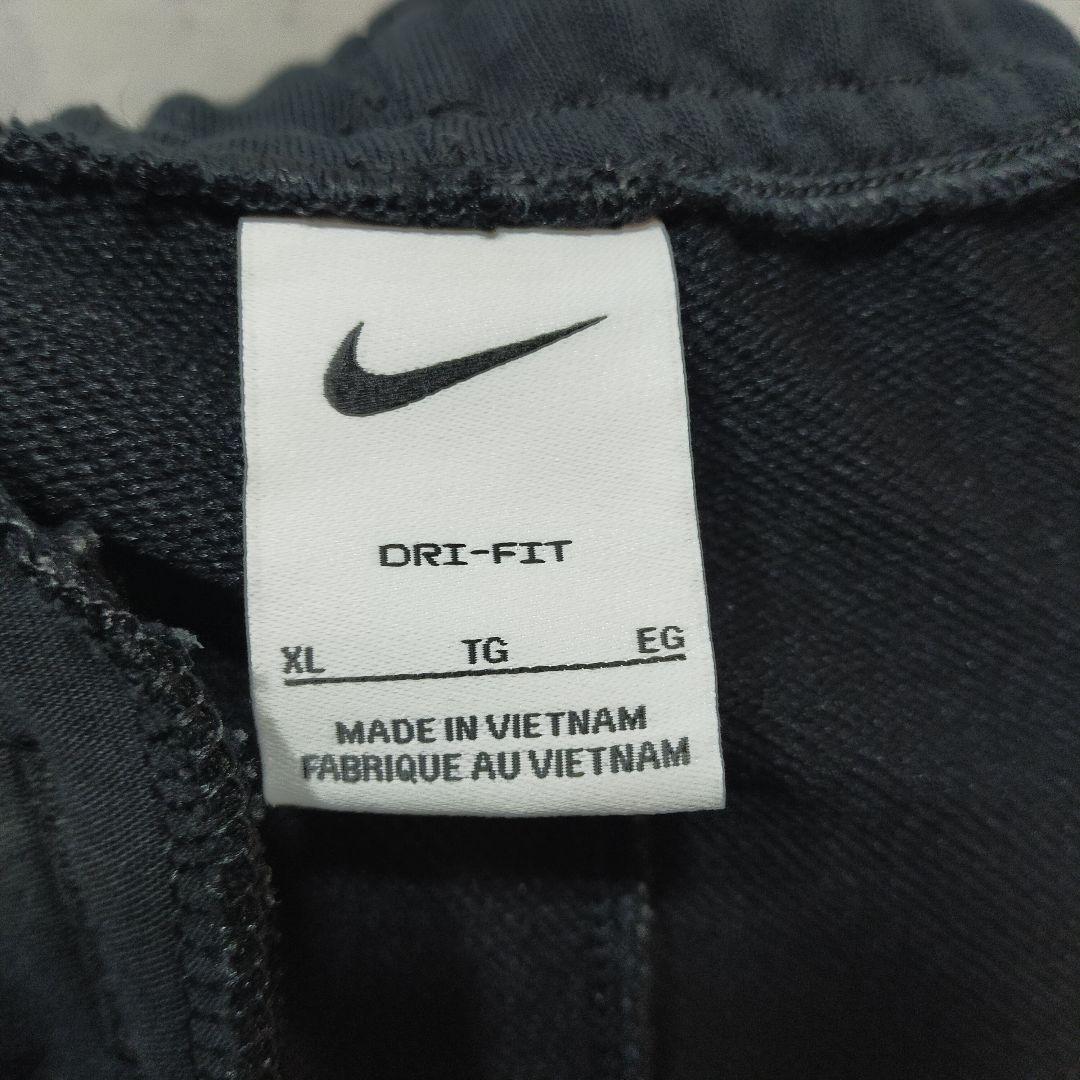 DRI-FIT
XL TG EG
MADE IN VIETNAM
FABRIQUE AU VIETNAM